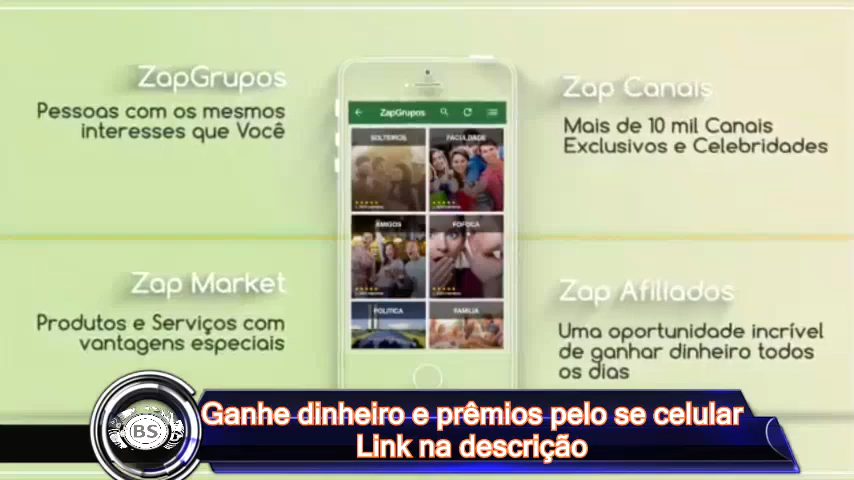 ZapGrupos
Pessoas com os mesmos
interesses que Você
Zap Canais
Mais de 10 mil Canais
Exclusivos e Celebridades
ZapGrupos
SOLTEIROS
FACULDADE
AMIGOS
FOFOCA
POLITICA
FAMILIA
Zap Market
Produtos e Serviços com
vantagens especiais
Zap Afiliados
Uma oportunidade incrível
de ganhar dinheiro todos
os dias
BS
Ganhe dinheiro e prêmios pelo se celular
Link na descrição